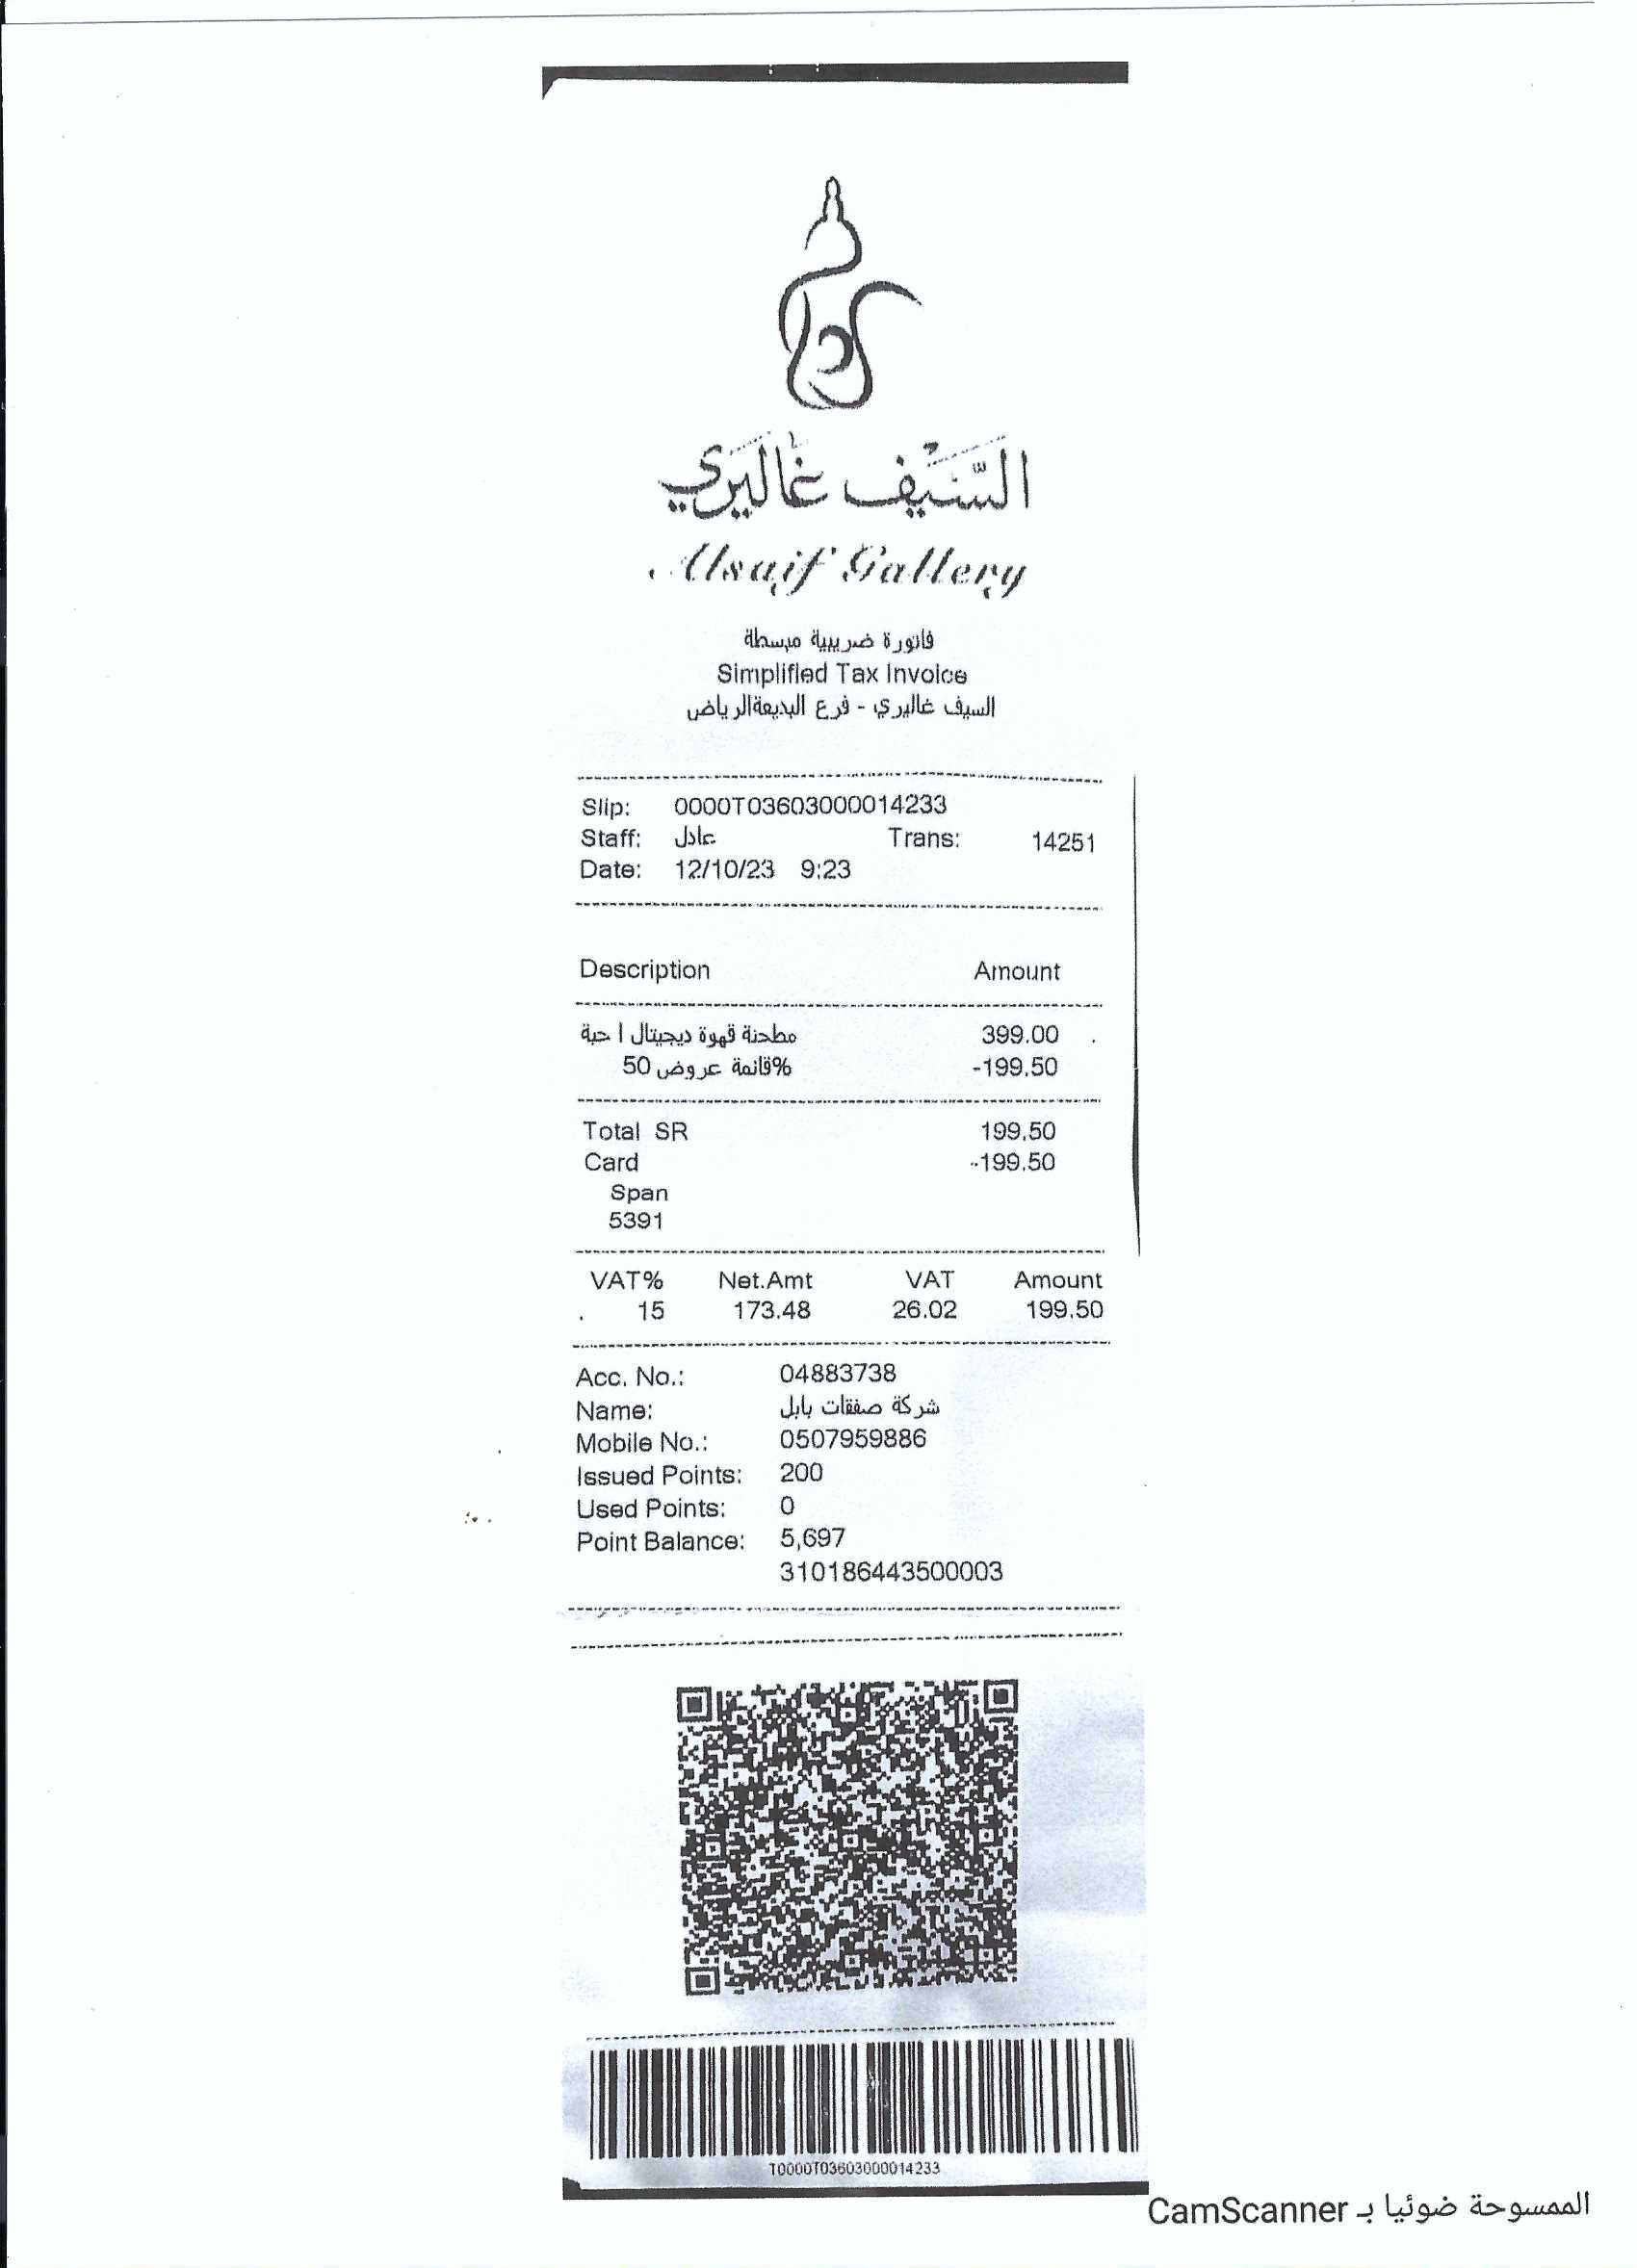 السيف غاليري
Alsaif Gallery
فاتورة ضريبية مبسطة
Simplified Tax Invoice
السيف غاليري - فرع البديعةالرياض
Slip: 0000T03603000014233
Staff: عادل Trans: 14251
Date: 12/10/23 9:23
Description Amount
مطحنة قهوة ديجيتال ا حبة 399.00
%قائمة عروض 50 -199.50
Total SR 199.50
Card -199.50
Span
5391
VAT% Net.Amt VAT Amount
15 173.48 26.02 199.50
Acc. No.: 04883738
Name: شركة صفقات بابل
Mobile No.: 0507959886
Issued Points: 200
Used Points: 0
Point Balance: 5,697
310186443500003
T0000T03603000014233
الممسوحة ضوئيا بـ CamScanner